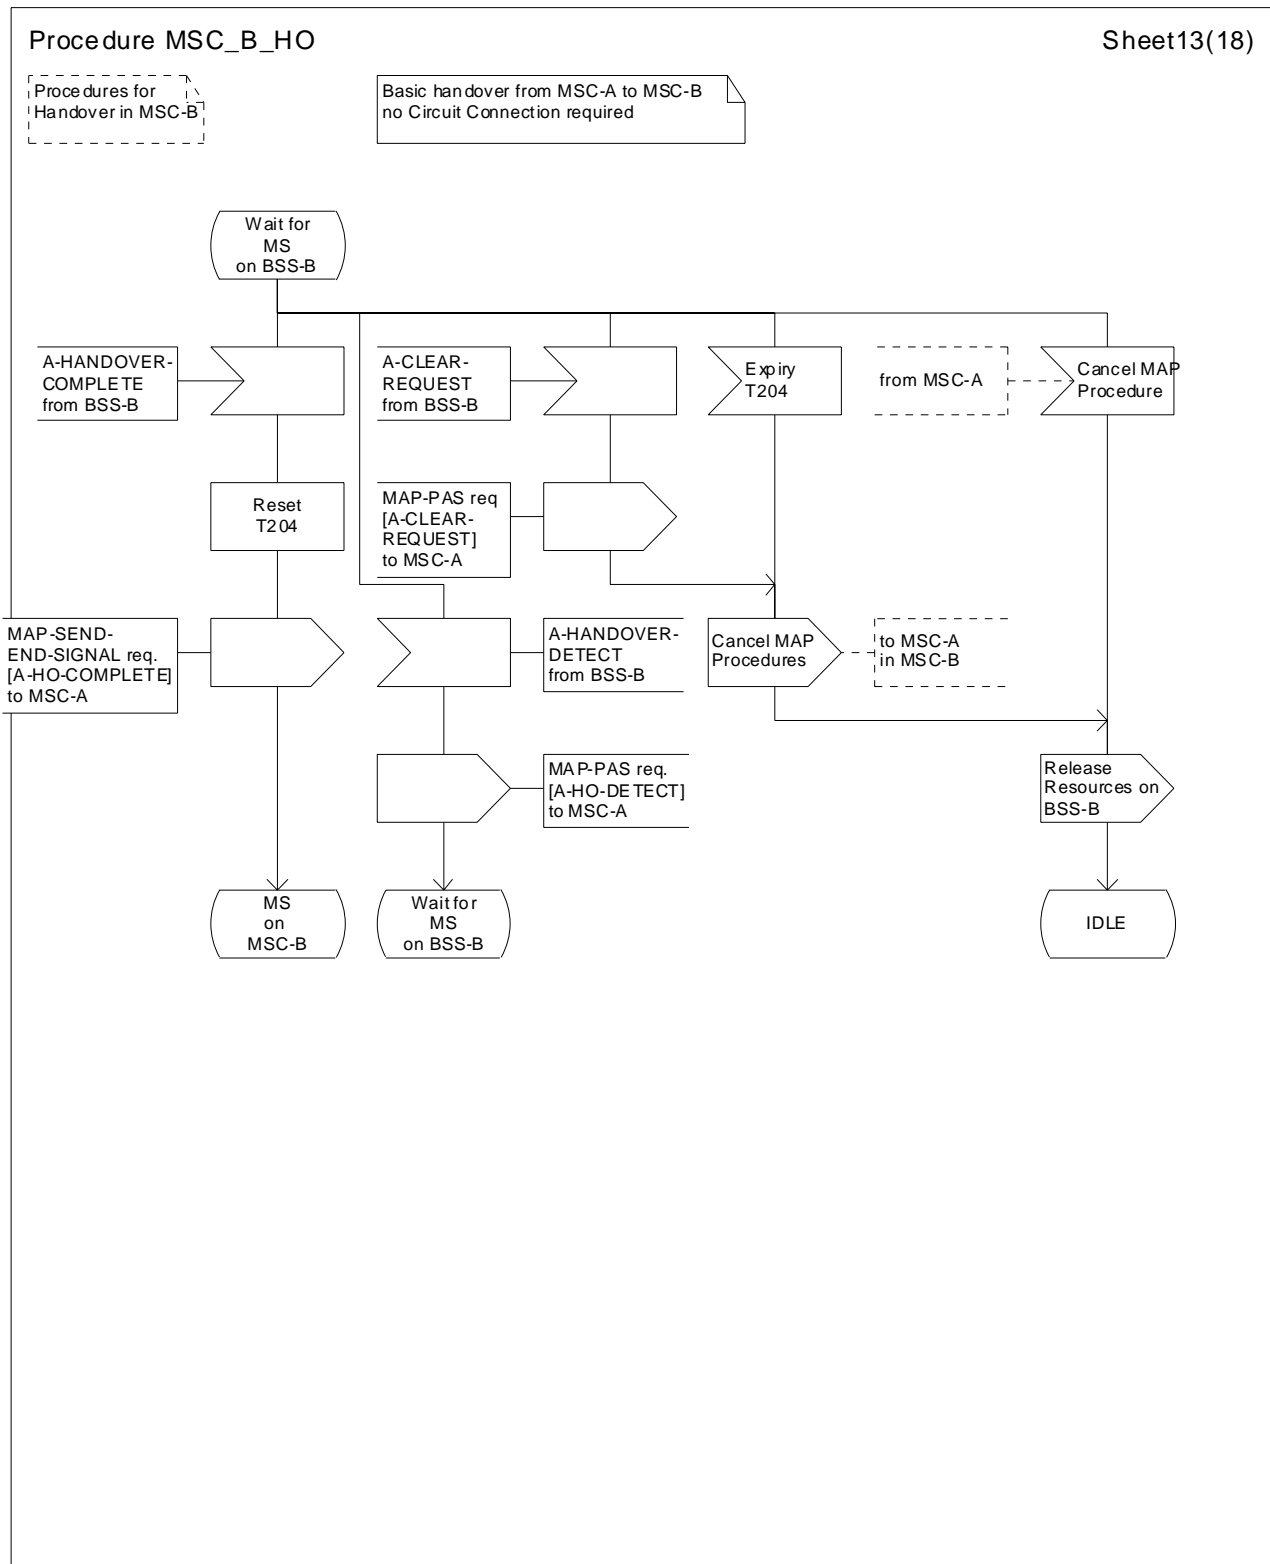 Procedure MSC_B_HO
Sheet13(18)
Procedures for
Handover in MSC-B
Basic handover from MSC-A to MSC-B
no Circuit Connection required
Wait for
MS
on BSS-B
A-HANDOVER-
COMPLETE
from BSS-B
A-CLEAR-
REQUEST
from BSS-B
Expiry
T204
from MSC-A
Cancel MAP
Procedure
Reset
T204
MAP-PAS req
[A-CLEAR-
REQUEST]
to MSC-A
MAP-SEND-
END-SIGNAL req.
[A-HO-COMPLETE]
to MSC-A
A-HANDOVER-
DETECT
from BSS-B
Cancel MAP
Procedures
to MSC-A
in MSC-B
MAP-PAS req.
[A-HO-DETECT]
to MSC-A
Release
Resources on
BSS-B
MS
on
MSC-B
Wait for
MS
on BSS-B
IDLE